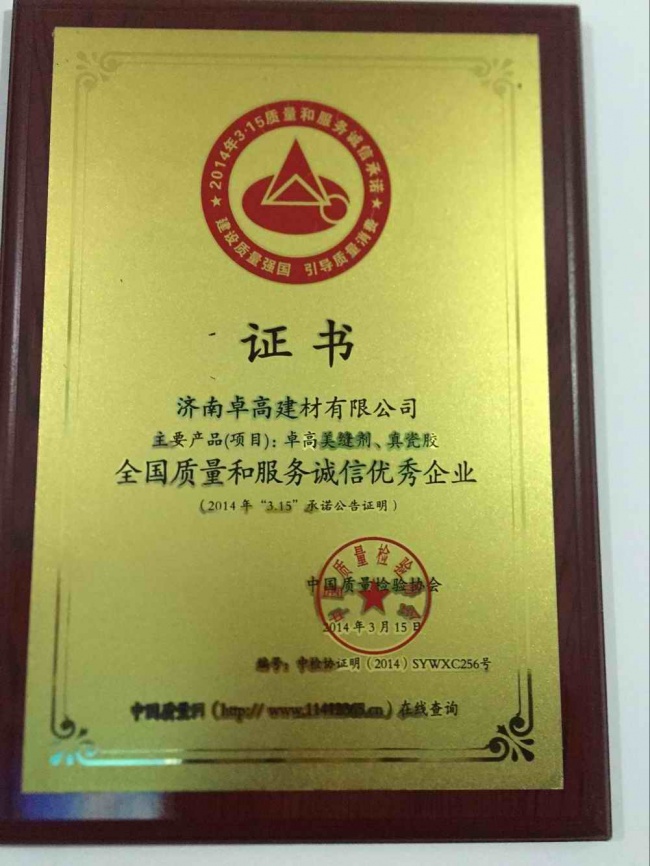 ★2014年3·15质量和服务诚信承诺★
建设质量强国 引导质量消费
证书
济南卓高建材有限公司
主要产品(项目): 卓高美缝剂、真瓷胶
全国质量和服务诚信优秀企业
(2014年“3.15”承诺公告证明)
中国质量检验协会
2014年3月15日
编号: 中检协证明 (2014) SYWXC256号
中国质量网 (http:// www.) 在线查询